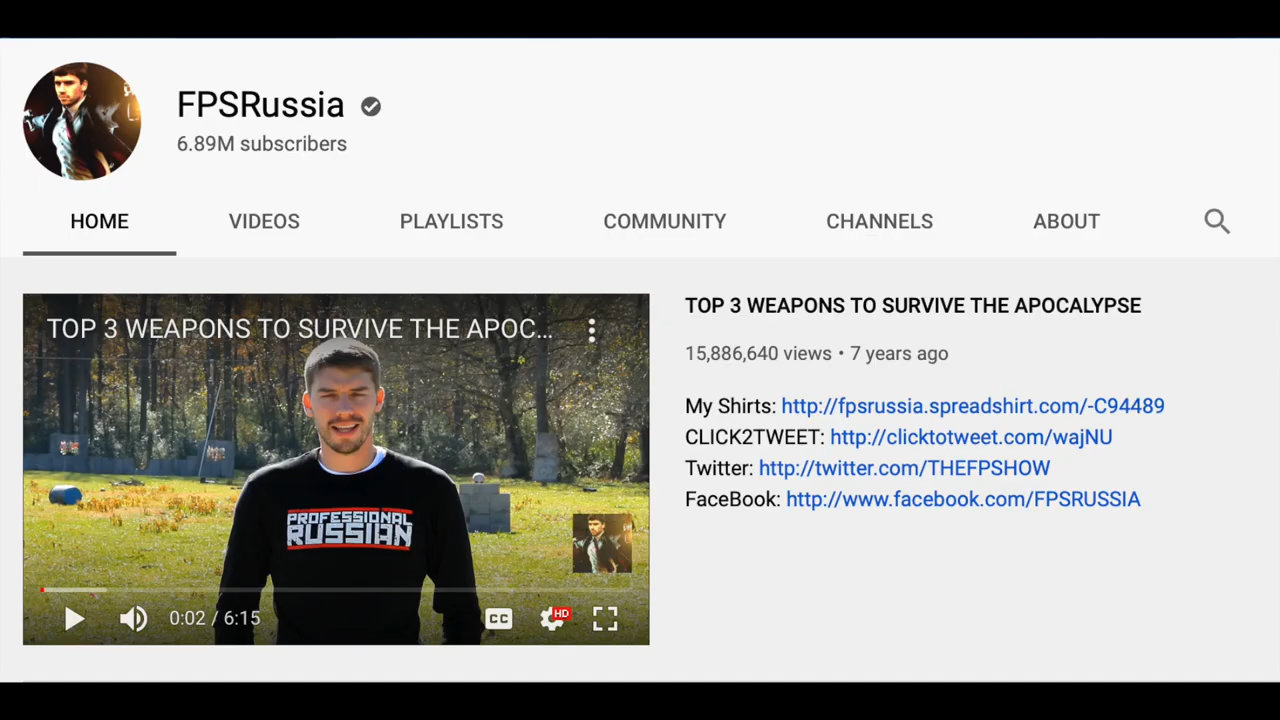 FPSRussia
6.89M subscribers
HOME VIDEOS PLAYLISTS COMMUNITY CHANNELS ABOUT
TOP 3 WEAPONS TO SURVIVE THE APOC...
PROFESSIONAL
RUSSIAN
0:02 / 6:15
CC
HD
TOP 3 WEAPONS TO SURVIVE THE APOCALYPSE
15,886,640 views • 7 years ago
My Shirts: http://fpsrussia.spreadshirt.com/-C94489
CLICK2TWEET: http://clicktotweet.com/wajNU
Twitter: http://twitter.com/THEFPSHOW
FaceBook: http://www.facebook.com/FPSRUSSIA